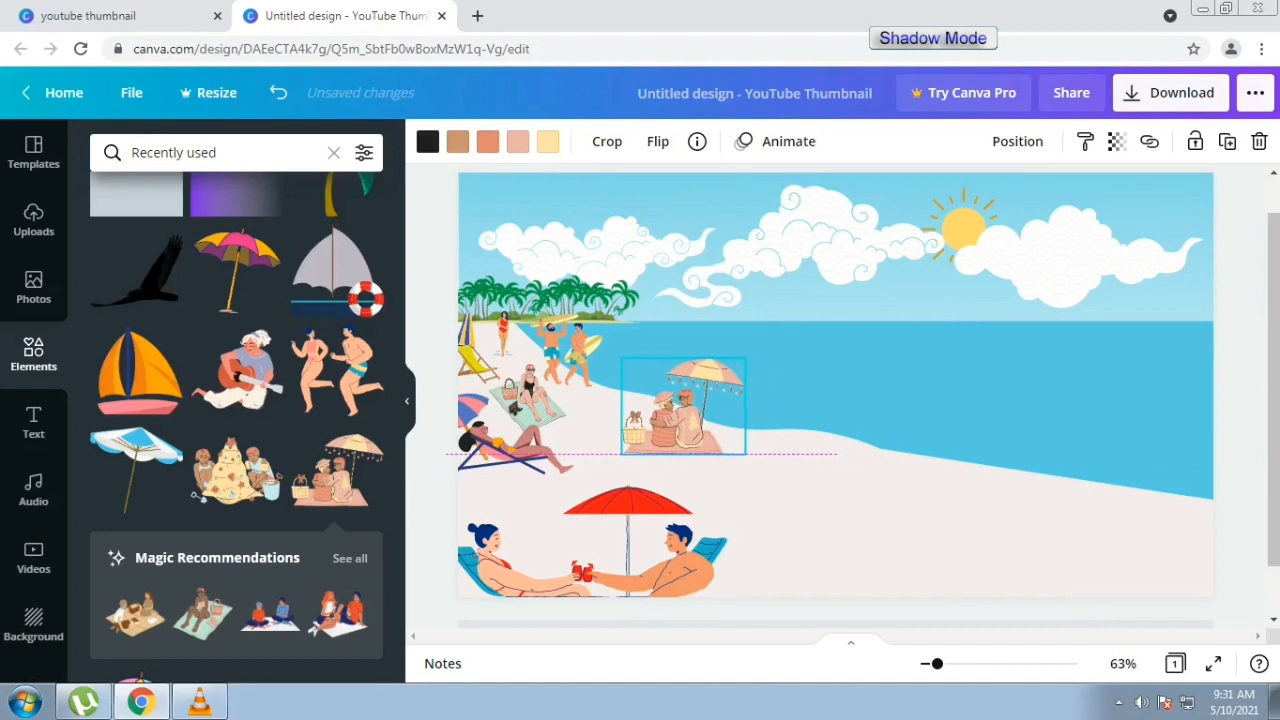 youtube thumbnail
Untitled design - YouTube Thum
canva.com/design/DAEeCTA4k7g/Q5m_SbtFb0wBoxMzW1q-Vg/edit
Shadow Mode
Home
File
Resize
Unsaved changes
Untitled design - YouTube Thumbnail
Try Canva Pro
Share
Download
Templates
Recently used
Crop
Flip
Animate
Position
Uploads
Photos
Elements
Text
Audio
Videos
Background
Magic Recommendations
See all
Notes
63%
1
9:31 AM
5/10/2021